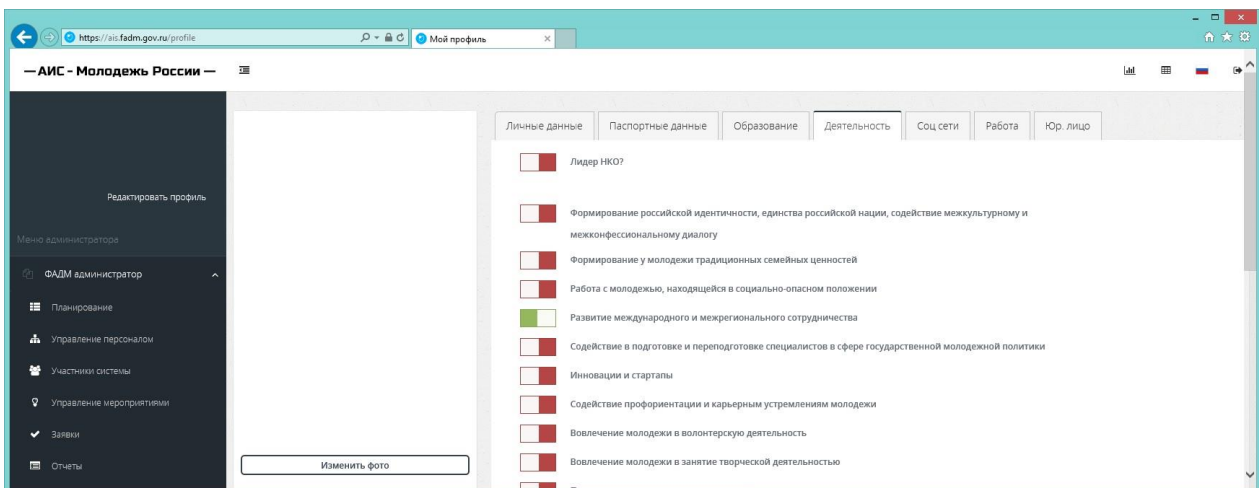 https://ais.fadm.gov.ru/profile
Мой профиль
—АИС - Молодежь России—
Личные данные
Паспортные данные
Образование
Деятельность
Соц сети
Работа
Юр. лицо
Редактировать профиль
Меню администратора
ФАДМ администратор
Планирование
Управление персоналом
Участники системы
Управление мероприятиями
Заявки
Отчеты
Изменить фото
Лидер НКО?
Формирование российской идентичности, единства российской нации, содействие межкультурному и
межконфессиональному диалогу
Формирование у молодежи традиционных семейных ценностей
Работа с молодежью, находящейся в социально-опасном положении
Развитие международного и межрегионального сотрудничества
Содействие в подготовке и переподготовке специалистов в сфере государственной молодежной политики
Инновации и стартапы
Содействие профориентации и карьерным устремлениям молодежи
Вовлечение молодежи в волонтерскую деятельность
Вовлечение молодежи в занятие творческой деятельностью